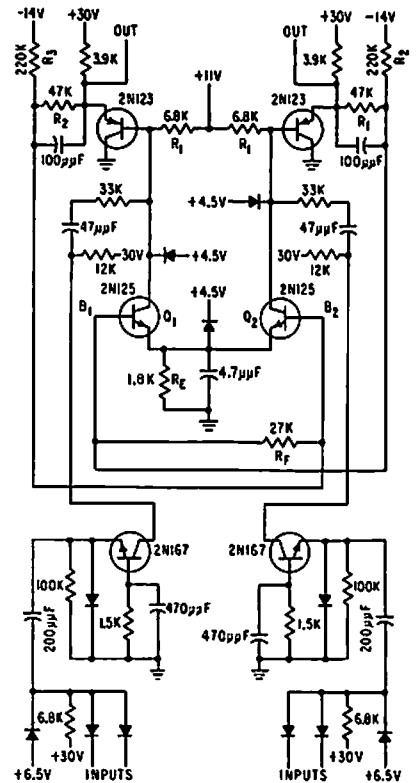 -14V +30V OUT OUT +30V -14V
220K R3 3.9K 3.9K 220K R2
47K 2N123 +11V 2N123 47K
R2 6.8K 6.8K R1
100μμF R1 R1 100μμF
33K +4.5V 33K
47μμF 47μμF
12K 30V +4.5V 30V 12K
2N125 +4.5V 2N125
B1 Q1 Q2 B2
1.8K RE 4.7μμF
27K
RF
2N167 2N167
100K 100K
200μμF 1.5K 470μμF 470μμF 1.5K 200μμF
6.8K 6.8K
+30V +30V
+6.5V INPUTS INPUTS +6.5V